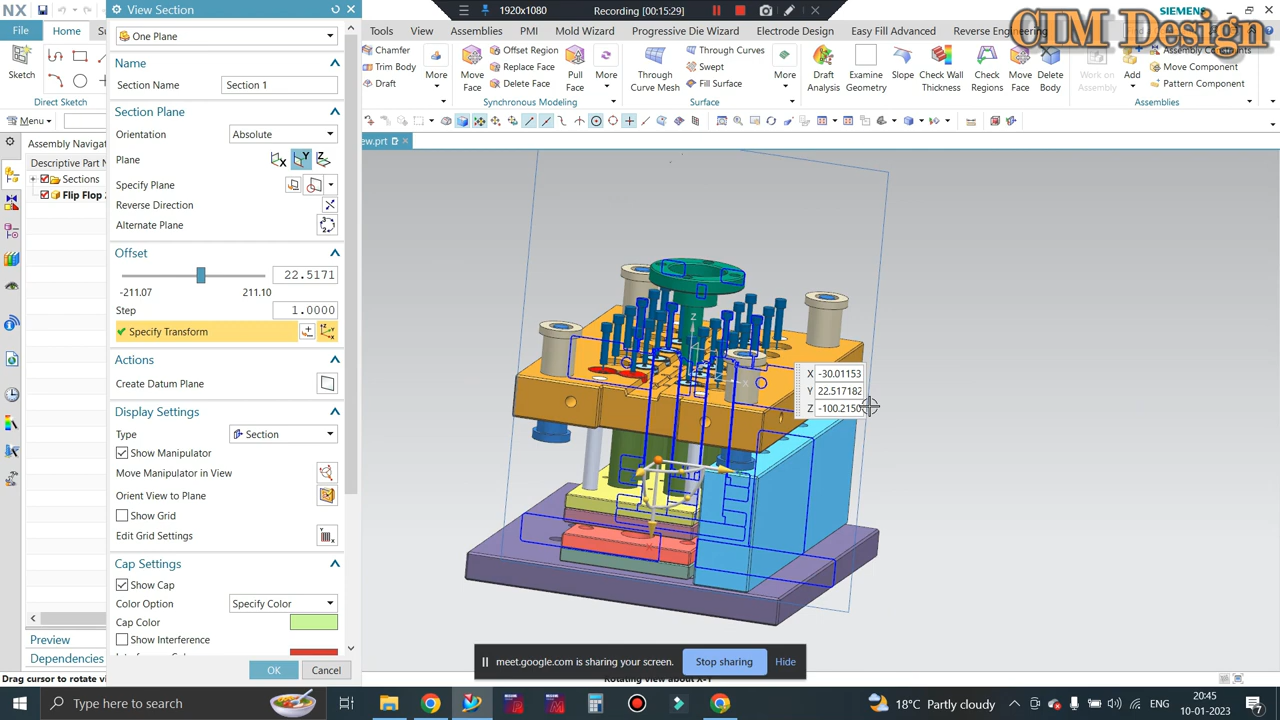 NX
View Section
1920x1080
Recording [00:15:29]
SIEMENS
CIM Design
File
Home
Tools
View
Assemblies
PMI
Mold Wizard
Progressive Die Wizard
Electrode Design
Easy Fill Advanced
Reverse Engineering
One Plane
Name
Section Name
Section 1
Section Plane
Orientation
Absolute
Plane
Specify Plane
Reverse Direction
Alternate Plane
Offset
22.5171
-211.07
211.10
Step
1.0000
Specify Transform
Actions
Create Datum Plane
Display Settings
Type
Section
Show Manipulator
Move Manipulator in View
Orient View to Plane
Show Grid
Edit Grid Settings
Cap Settings
Show Cap
Color Option
Specify Color
Cap Color
Show Interference
OK
Cancel
Sketch
Direct Sketch
Menu
Assembly Navigat
Descriptive Part N
Sections
Flip Flop
Preview
Dependencies
Chamfer
Trim Body
Draft
More
Move Face
Offset Region
Replace Face
Delete Face
Pull Face
More
Synchronous Modeling
Through Curve Mesh
Through Curves
Swept
Fill Surface
More
Surface
Draft Analysis
Examine Geometry
Slope
Check Wall Thickness
Check Regions
Move Face
Delete Body
Work on Assembly
Add
Assembly Constraints
Move Component
Pattern Component
Assemblies
ew.prt
Z
X
X -30.01153
Y 22.517182
Z -100.2150
meet.google.com is sharing your screen.
Stop sharing
Hide
Drag cursor to rotate vi
Rotating view about X-Y
Type here to search
18°C Partly cloudy
20:45
10-01-2023